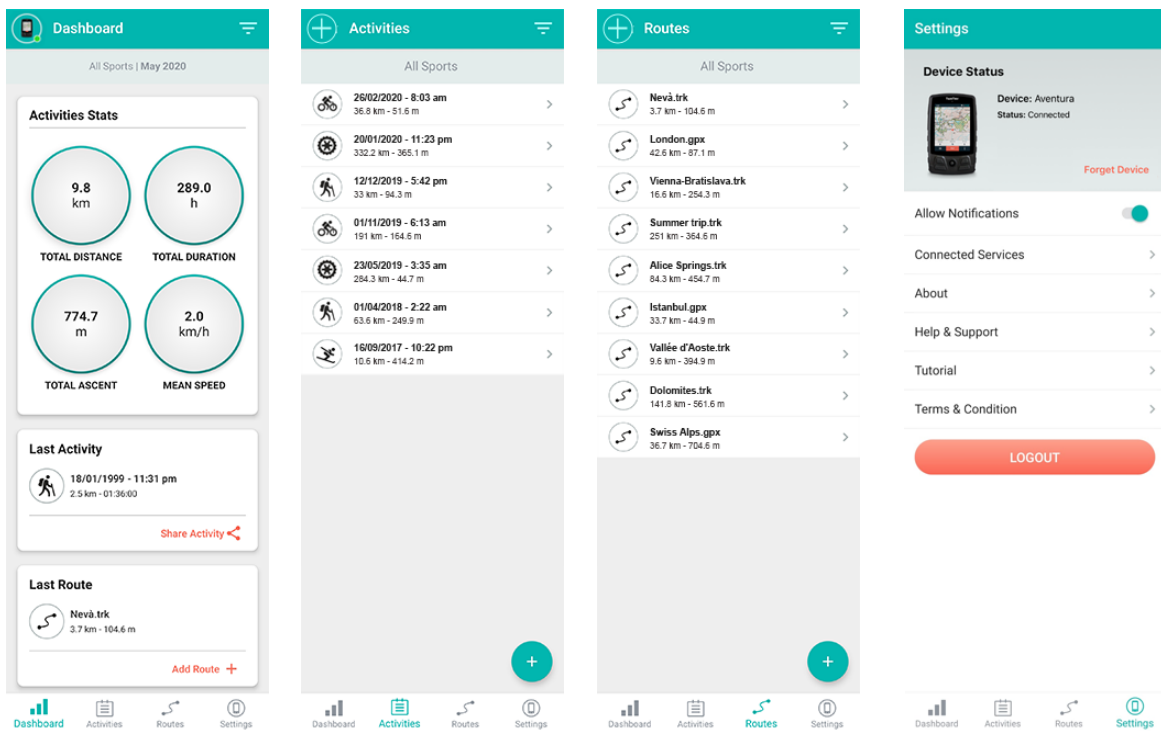 Dashboard
All Sports | May 2020
Activities Stats
9.8
km
TOTAL DISTANCE
289.0
h
TOTAL DURATION
774.7
m
TOTAL ASCENT
2.0
km/h
MEAN SPEED
Last Activity
18/01/1999 - 11:31 pm
2.5 km - 01:36:00
Share Activity
Last Route
Nevà.trk
3.7 km - 104.6 m
Add Route +
Dashboard
Activities
Routes
Settings
Activities
All Sports
26/02/2020 - 8:03 am
36.8 km - 51.6 m
20/01/2020 - 11:23 pm
332.2 km - 365.1 m
12/12/2019 - 5:42 pm
33 km - 94.3 m
01/11/2019 - 6:13 am
191 km - 164.6 m
23/05/2019 - 3:35 am
284.3 km - 44.7 m
01/04/2018 - 2:22 am
63.6 km - 249.9 m
16/09/2017 - 10:22 pm
10.6 km - 414.2 m
Dashboard
Activities
Routes
Settings
Routes
All Sports
Nevà.trk
3.7 km - 104.6 m
London.gpx
42.6 km - 87.1 m
Vienna-Bratislava.trk
16.6 km - 254.3 m
Summer trip.trk
251 km - 364.6 m
Alice Springs.trk
84.3 km - 454.7 m
Istanbul.gpx
33.7 km - 44.9 m
Vallée d'Aoste.trk
9.6 km - 394.9 m
Dolomites.trk
141.8 km - 561.6 m
Swiss Alps.gpx
36.7 km - 704.6 m
Dashboard
Activities
Routes
Settings
Settings
Device Status
Device: Aventura
Status: Connected
Forget Device
Allow Notifications
Connected Services
About
Help & Support
Tutorial
Terms & Condition
LOGOUT
Dashboard
Activities
Routes
Settings